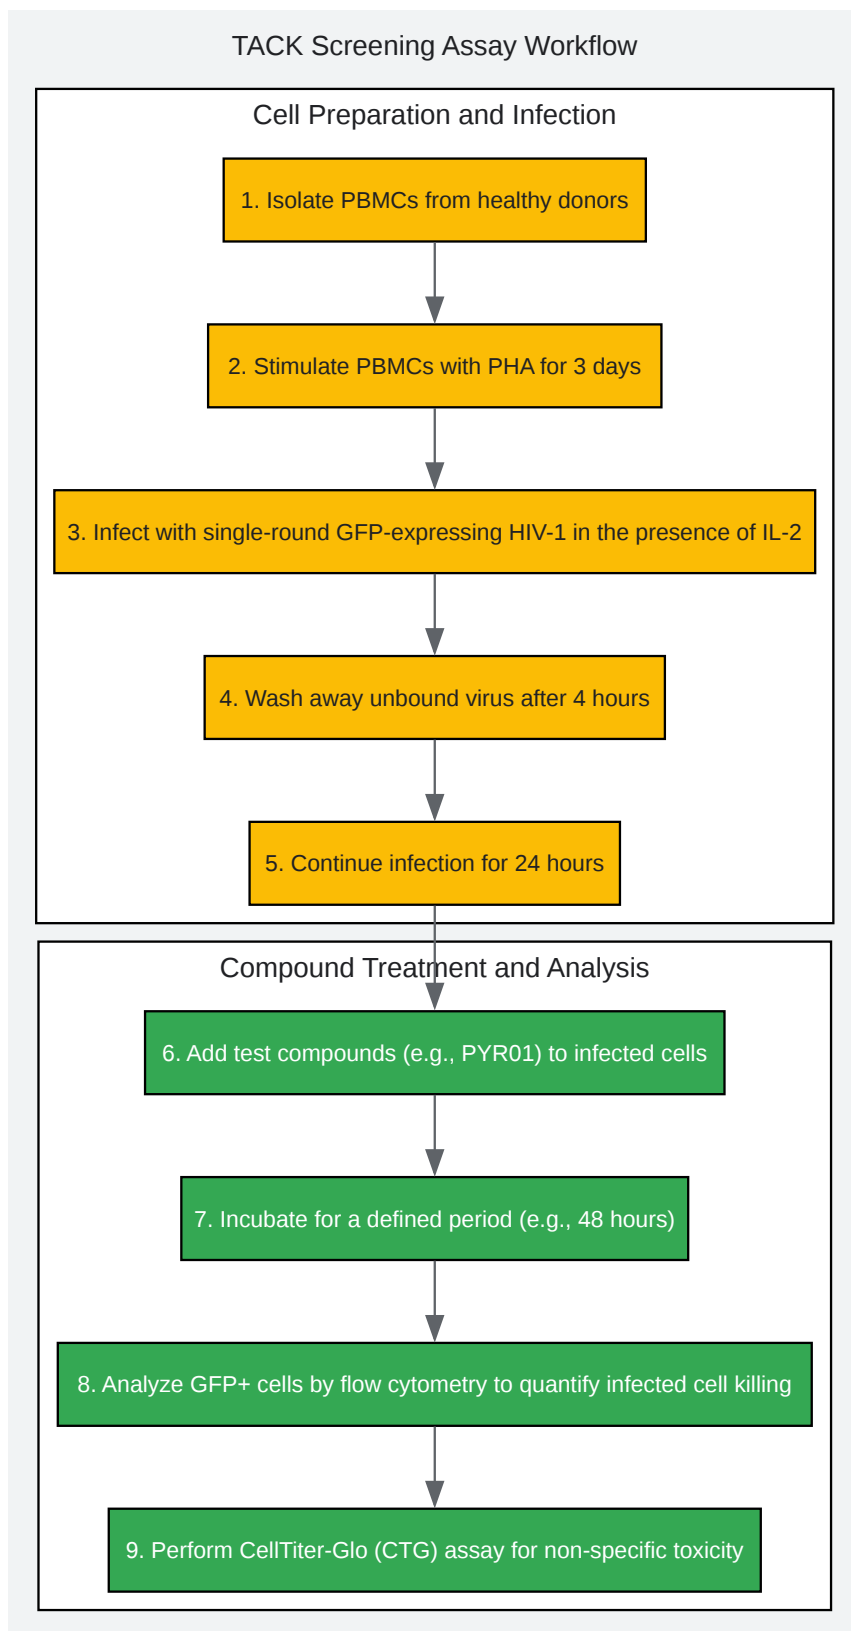 TACK Screening Assay Workflow
Cell Preparation and Infection
1. Isolate PBMCs from healthy donors
2. Stimulate PBMCs with PHA for 3 days
3. Infect with single-round GFP-expressing HIV-1 in the presence of IL-2
4. Wash away unbound virus after 4 hours
5. Continue infection for 24 hours
Compound Treatment and Analysis
6. Add test compounds (e.g., PYR01) to infected cells
7. Incubate for a defined period (e.g., 48 hours)
8. Analyze GFP+ cells by flow cytometry to quantify infected cell killing
9. Perform CellTiter-Glo (CTG) assay for non-specific toxicity